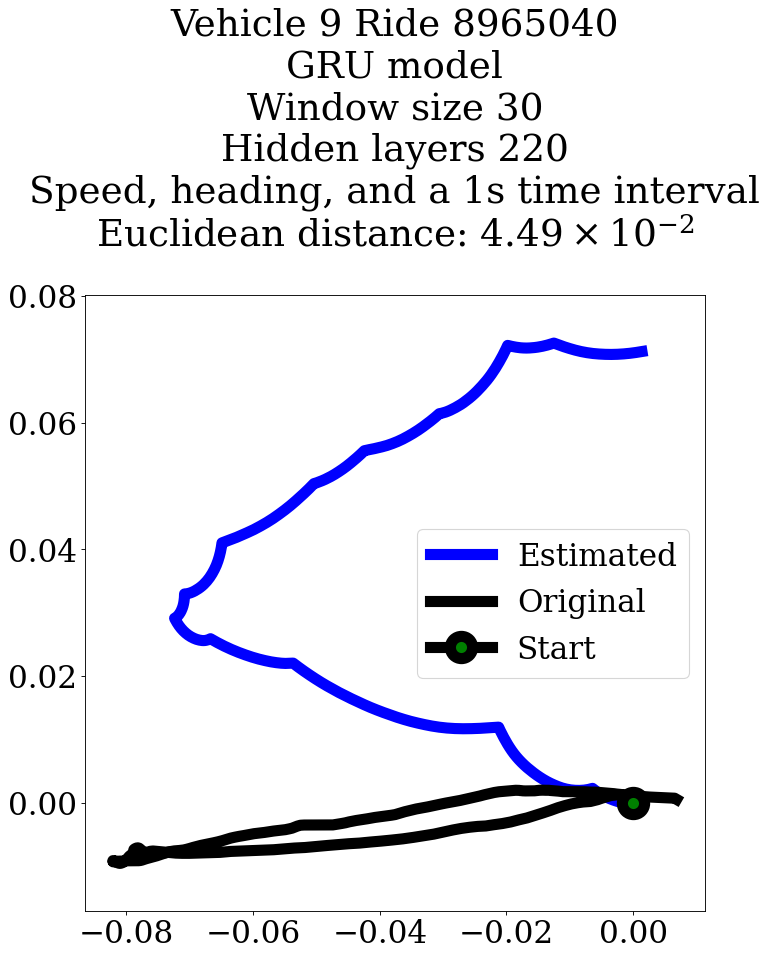 Vehicle 9 Ride 8965040
GRU model
Window size 30
Hidden layers 220
Speed, heading, and a 1s time interval
Euclidean distance: 4.49 × 10⁻²
0.08
0.06
0.04
0.02
0.00
Estimated
Original
Start
−0.08 −0.06 −0.04 −0.02 0.00